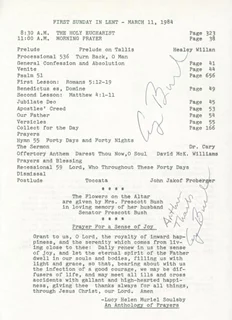 FIRST SUNDAY IN LENT - MARCH 11, 1984
8:30 A.M. THE HOLY EUCHARIST Page 323
11:00 A.M. MORNING PRAYER Page 38
Prelude Prelude on Tallis Healey Willan
Processional 536 Turn Back, O Man
General Confession and Absolution Page 41
Venite Page 44
Psalm 51 Page 656
First Lesson: Romans 5:12-19
Benedictus es, Domine Page 49
Second Lesson: Matthew 4:1-11
Jubilate Deo Page 45
Apostles' Creed Page 53
Our Father Page 54
Versicles Page 55
Collect for the Day Page 166
Prayers
Hymn 55 Forty Days and Forty Nights
The Sermon Dr. Cary
Offertory Anthem Darest Thou Now, O Soul David McK. Williams
Prayers and Blessing
Recessional 59 Lord, Who Throughout These Forty Days
Dismissal
Postlude Toccata John Jakof Froberger
****
The Flowers on the Altar
are given by Mrs. Prescott Bush
in loving memory of her husband
Senator Prescott Bush
****
Prayer For a Sense of Joy
Grant to us, O Lord, the royalty of inward hap-
piness, and the serenity which comes from liv-
ing close to thee: Daily renew in us the sense
of joy, and let the eternal spirit of the Father
dwell in our souls and bodies, filling us with
light and grace, so that, bearing about with us
the infection of a good courage, we may be dif-
fusers of life, and may meet all ills and cross
accidents with gallant and high-hearted happi-
ness, giving thee thanks always for all things,
through Jesus Christ, our Lord. Amen
-Lucy Helen Muriel Soulsby
An Anthology of Prayers